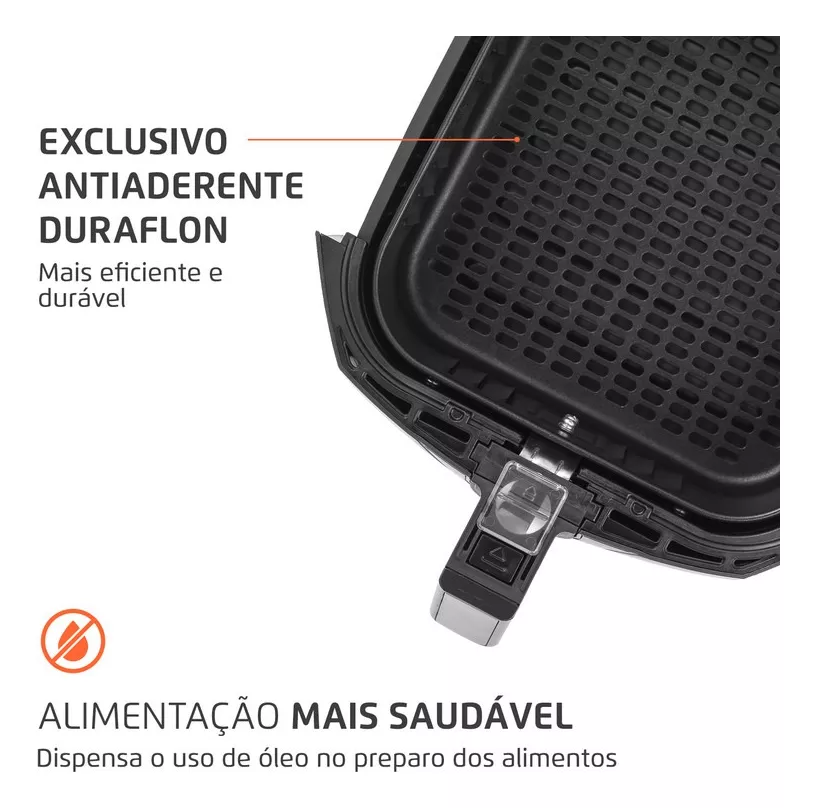 EXCLUSIVO
ANTIADERENTE
DURAFLON
Mais eficiente e
durável
ALIMENTAÇÃO MAIS SAUDÁVEL
Dispensa o uso de óleo no preparo dos alimentos